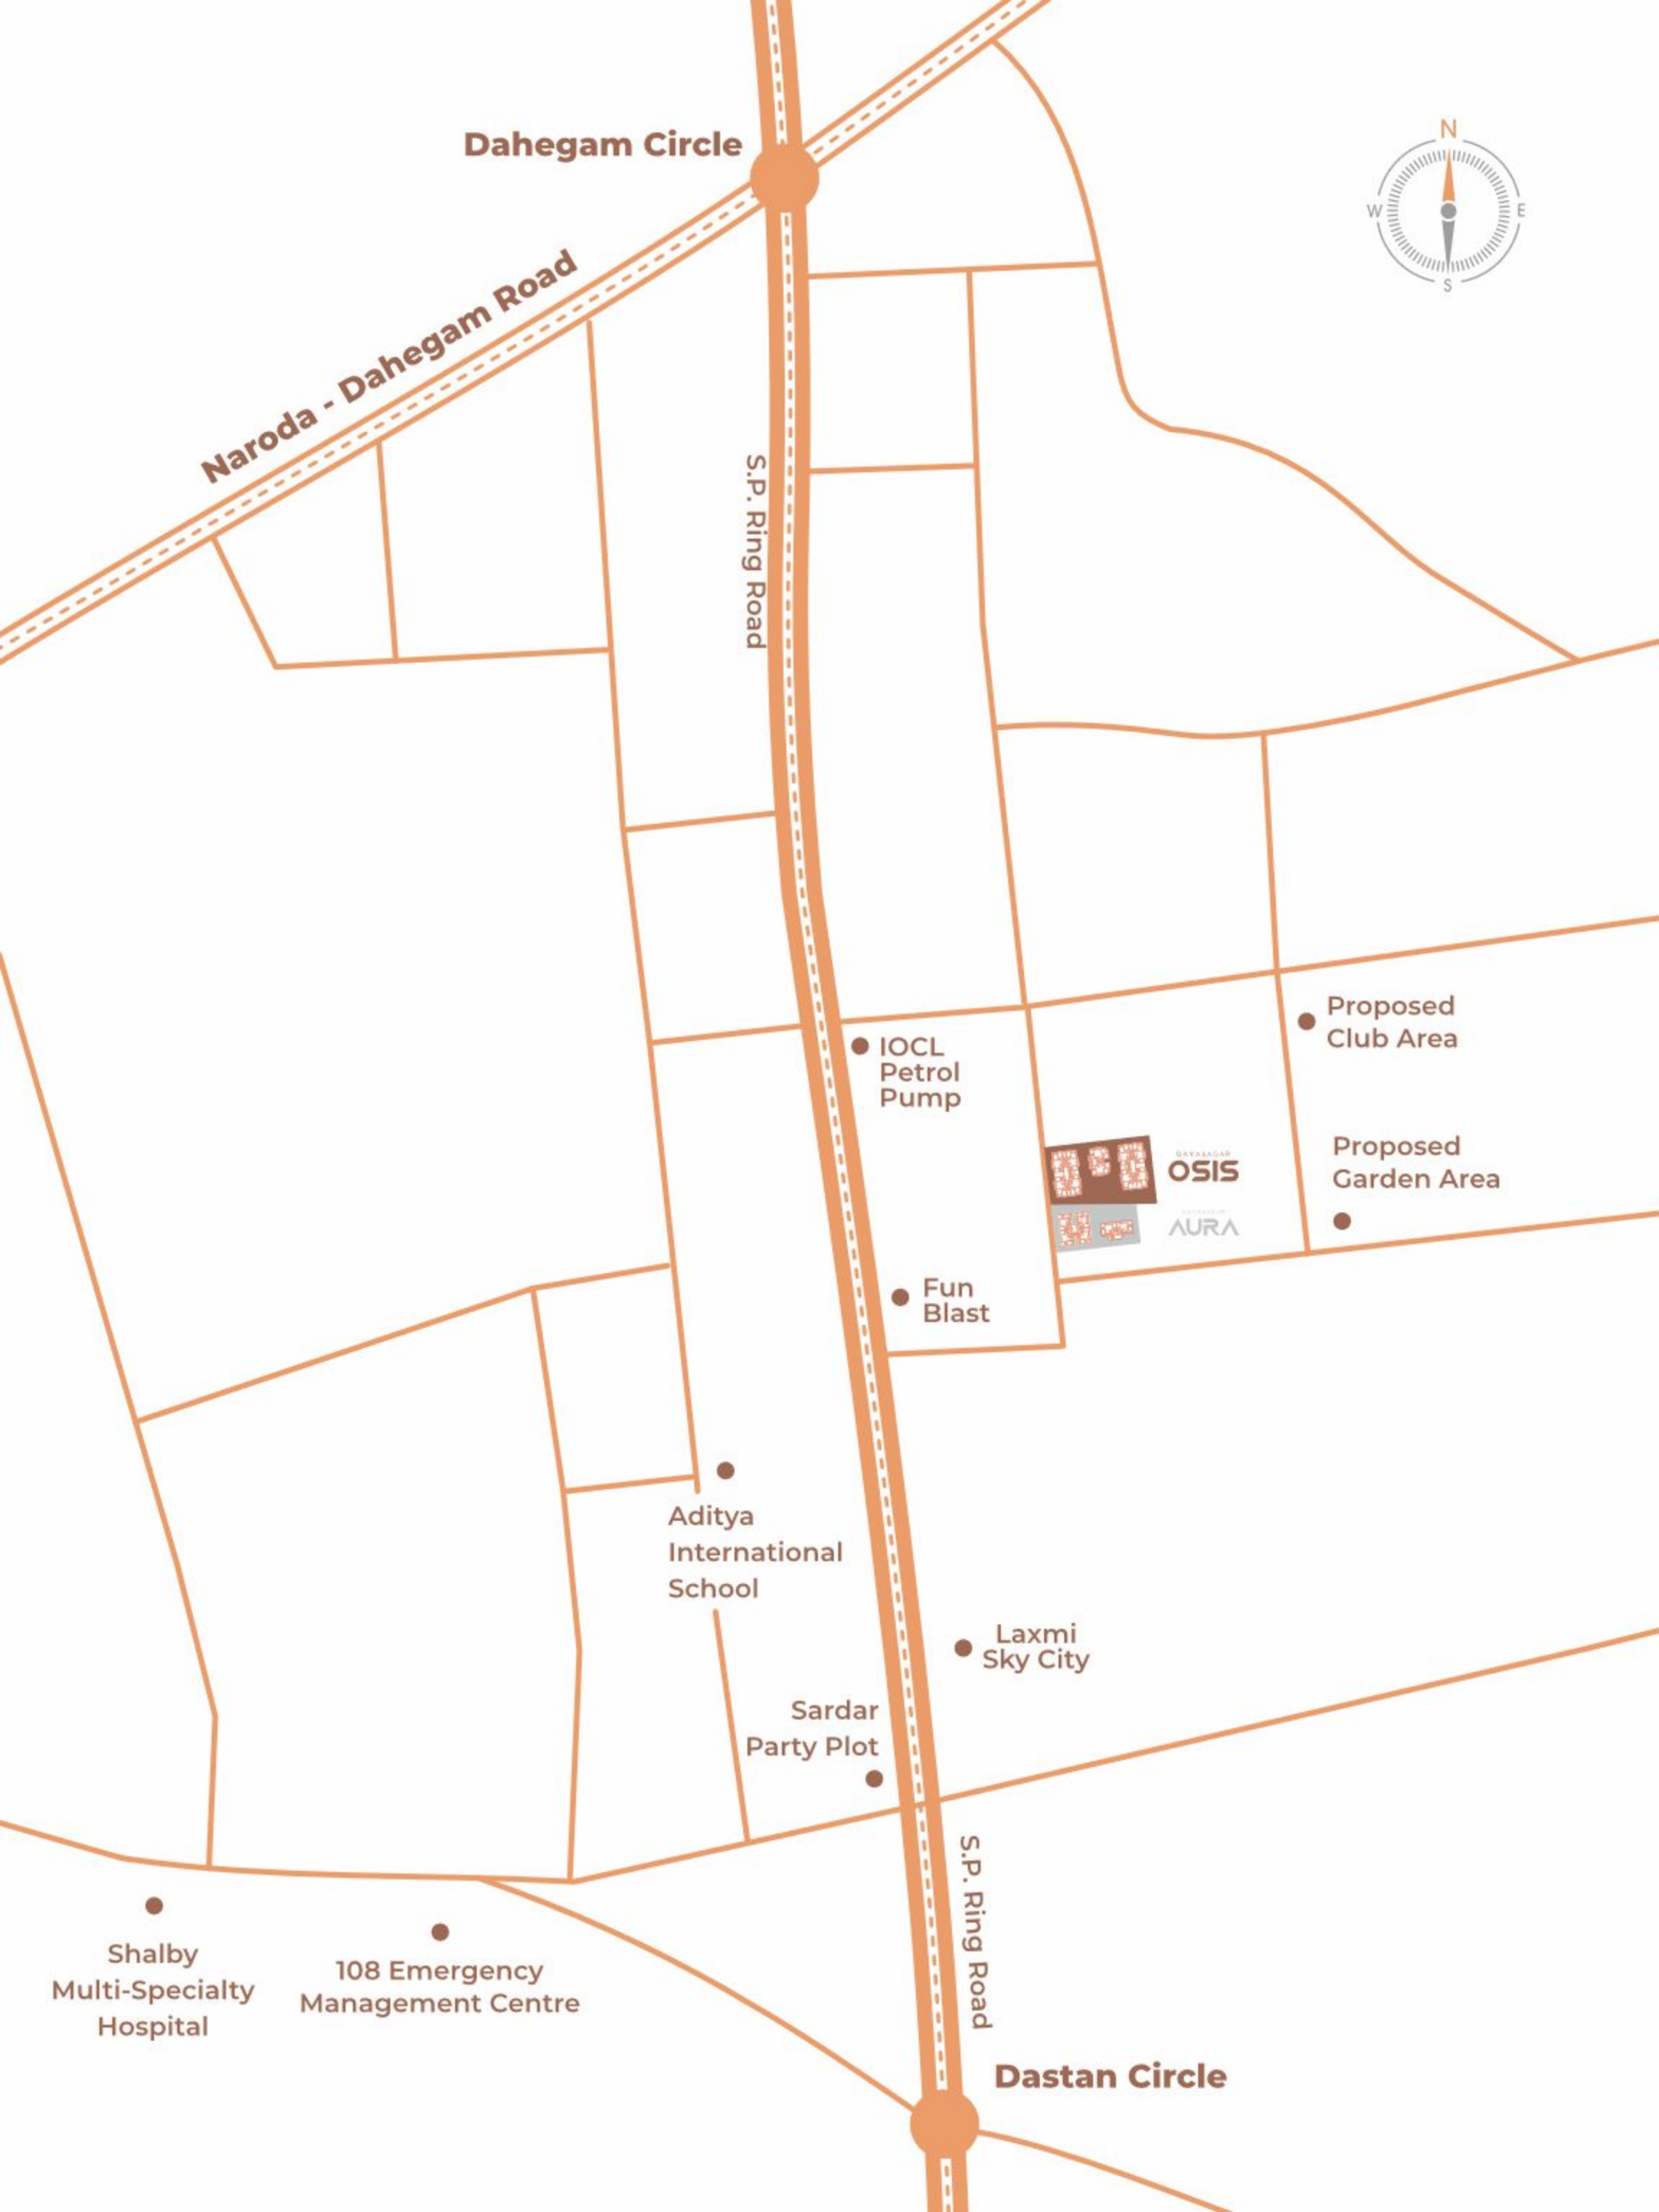 Dahegam Circle
N
W
E
S
Naroda - Dahegam Road
S.P. Ring Road
IOCL
Petrol
Pump
Proposed
Club Area
Proposed
Garden Area
DAYASAGAR
OSIS
AURA
Fun
Blast
Aditya
International
School
Laxmi
Sky City
Sardar
Party Plot
S.P. Ring Road
Shalby
Multi-Specialty
Hospital
108 Emergency
Management Centre
Dastan Circle